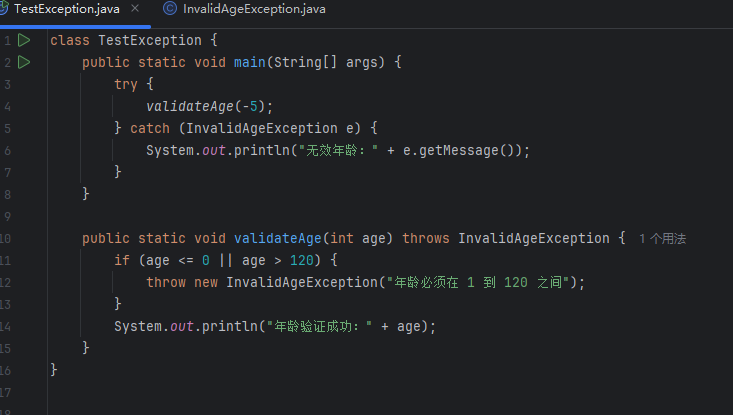 TestException.java × InvalidAgeException.java
1 class TestException {
2 public static void main(String[] args) {
3 try {
4 validateAge(-5);
5 } catch (InvalidAgeException e) {
6 System.out.println("无效年龄：" + e.getMessage());
7 }
8 }
9
10 public static void validateAge(int age) throws InvalidAgeException { 1 个用法
11 if (age <= 0 || age > 120) {
12 throw new InvalidAgeException("年龄必须在 1 到 120 之间");
13 }
14 System.out.println("年龄验证成功：" + age);
15 }
16 }
17